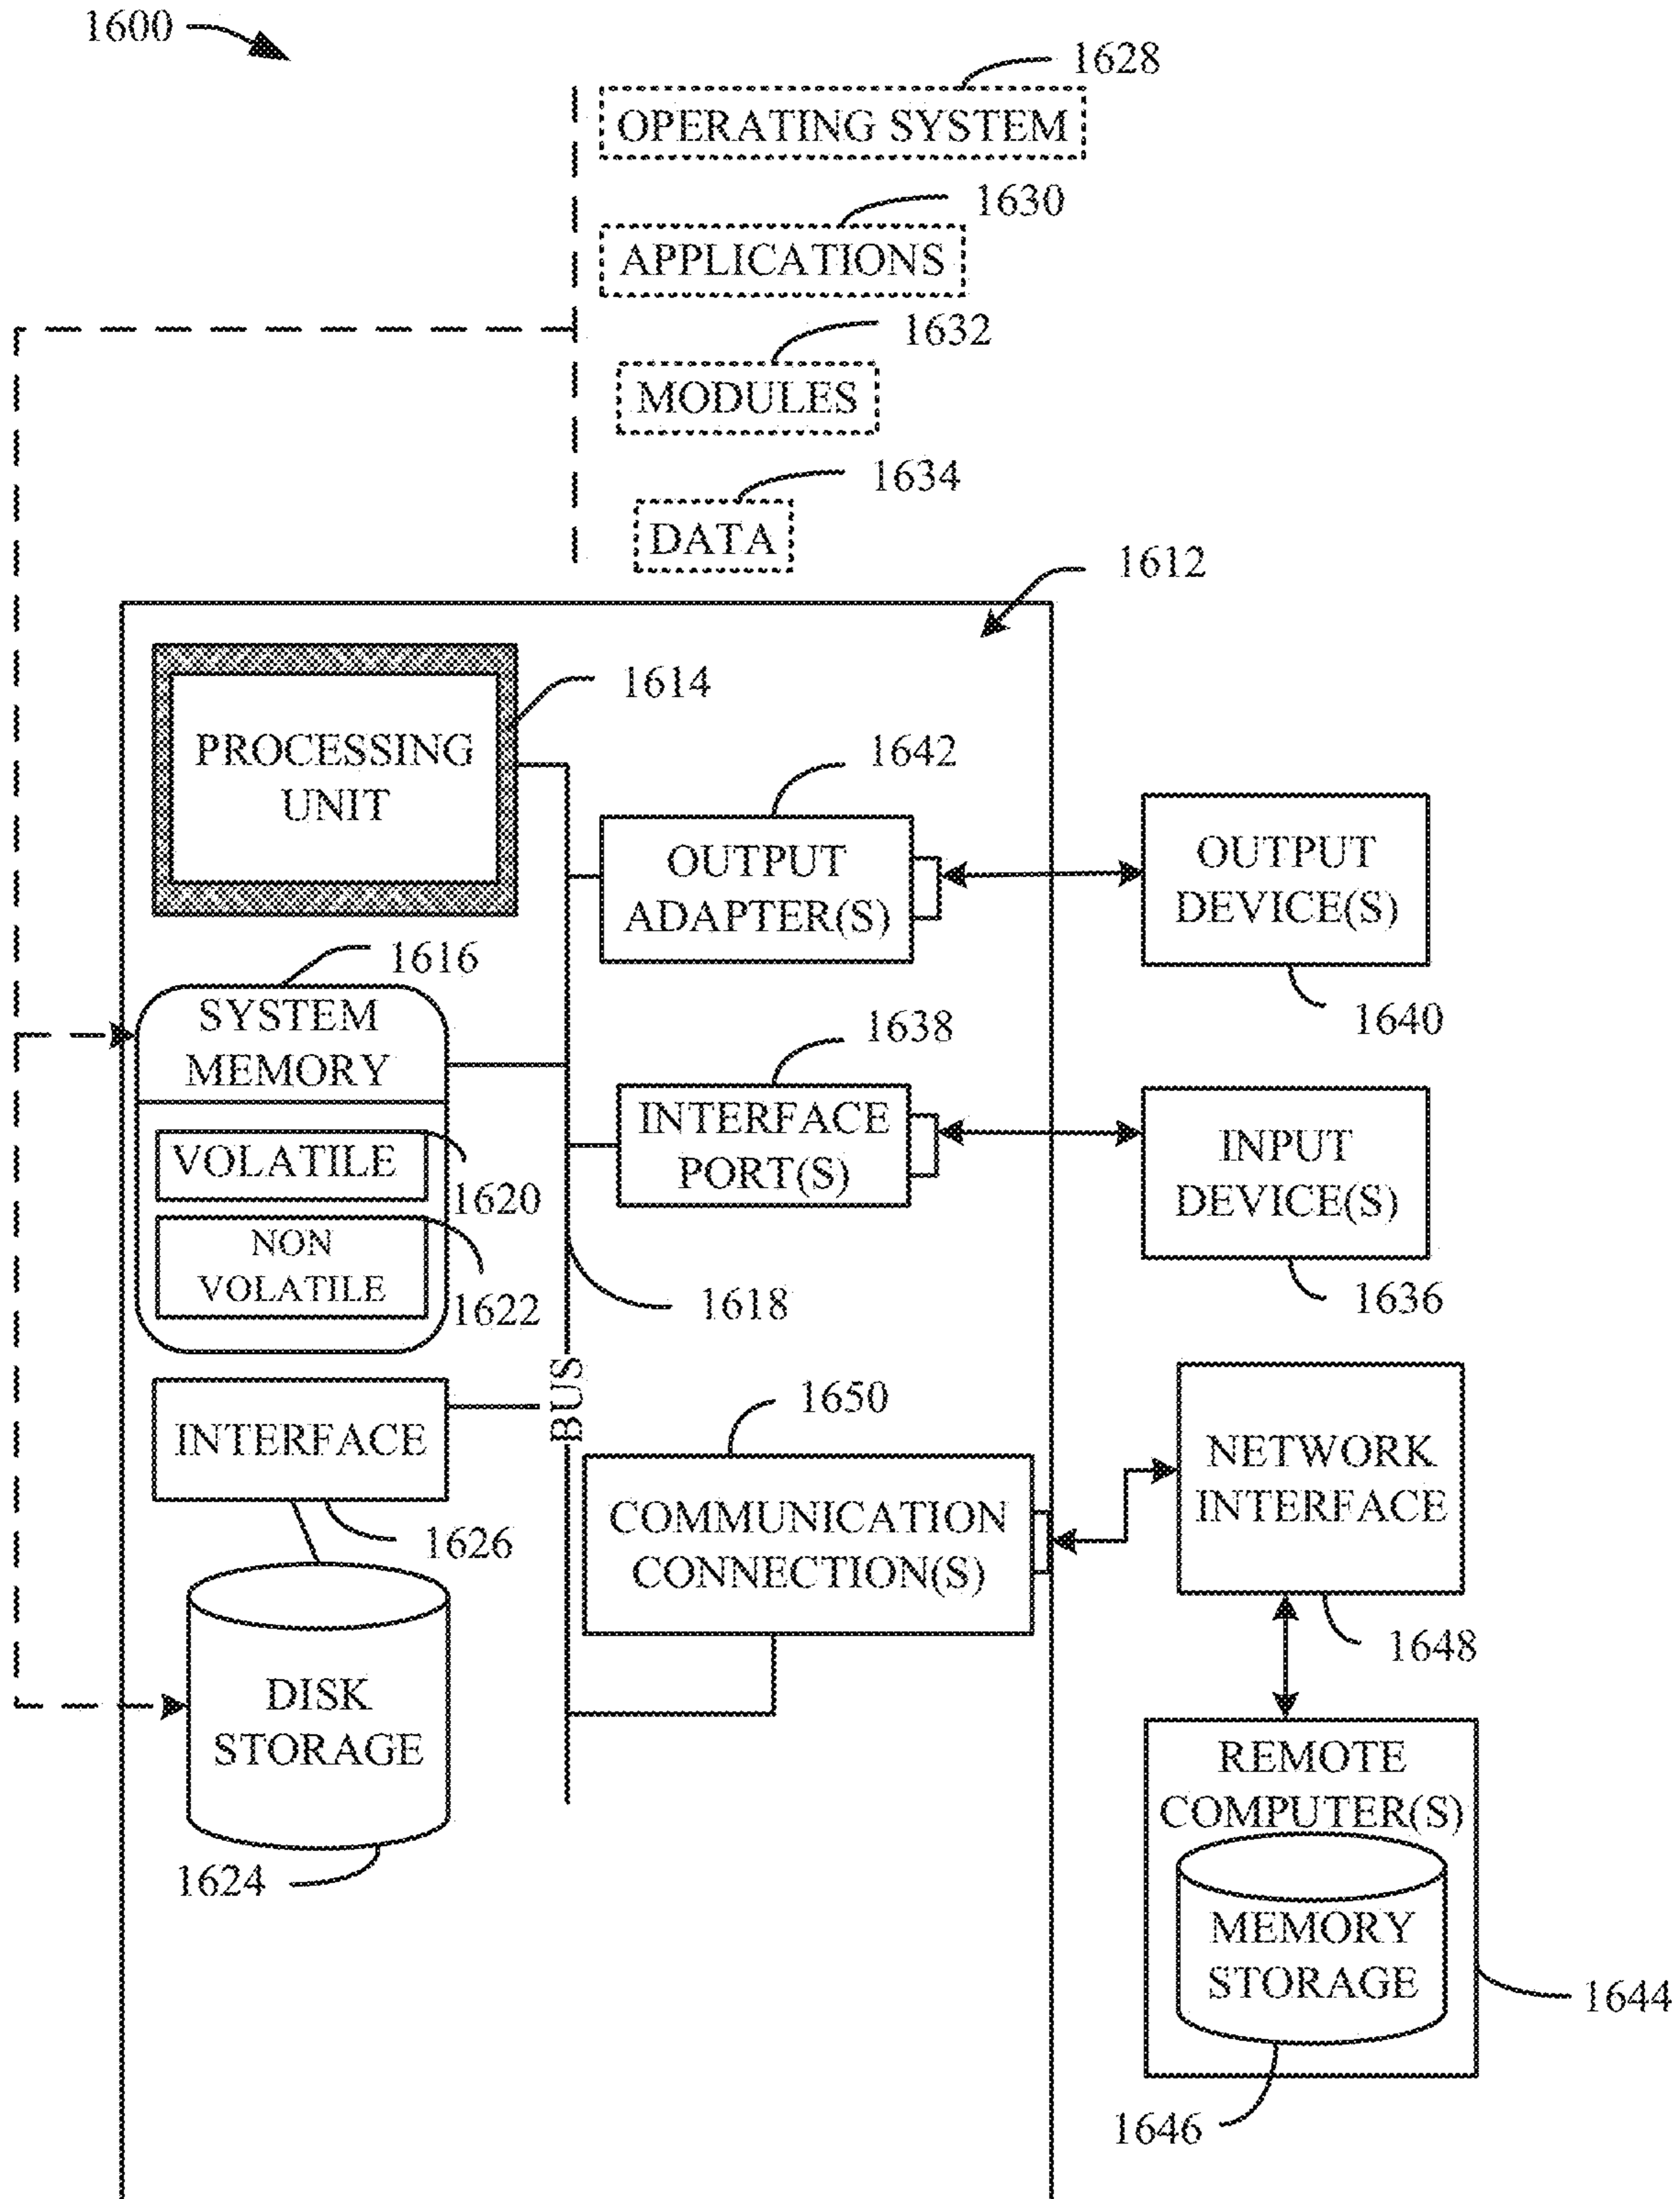 1600
1628
OPERATING SYSTEM
1630
APPLICATIONS
1632
MODULES
1634
DATA
1612
1614
PROCESSING
UNIT
1642
OUTPUT
ADAPTER(S)
OUTPUT
DEVICE(S)
1640
1616
SYSTEM
MEMORY
VOLATILE
1620
NON
VOLATILE
1622
1638
INTERFACE
PORT(S)
INPUT
DEVICE(S)
1636
1618
BUS
INTERFACE
1626
1650
COMMUNICATION
CONNECTION(S)
NETWORK
INTERFACE
1648
DISK
STORAGE
1624
REMOTE
COMPUTER(S)
MEMORY
STORAGE
1644
1646